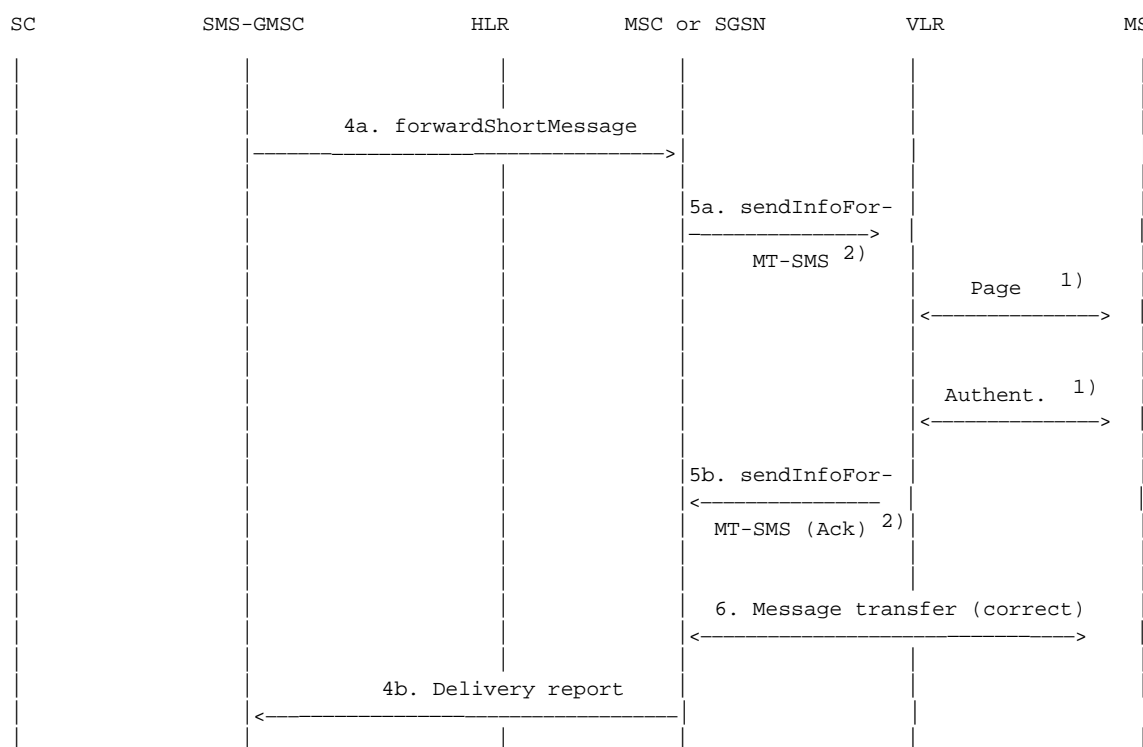 SC SMS-GMSC HLR MSC or SGSN VLR MS
4a. forwardShortMessage
5a. sendInfoFor-
MT-SMS 2)
Page 1)
Authent. 1)
5b. sendInfoFor-
MT-SMS (Ack) 2)
6. Message transfer (correct)
4b. Delivery report